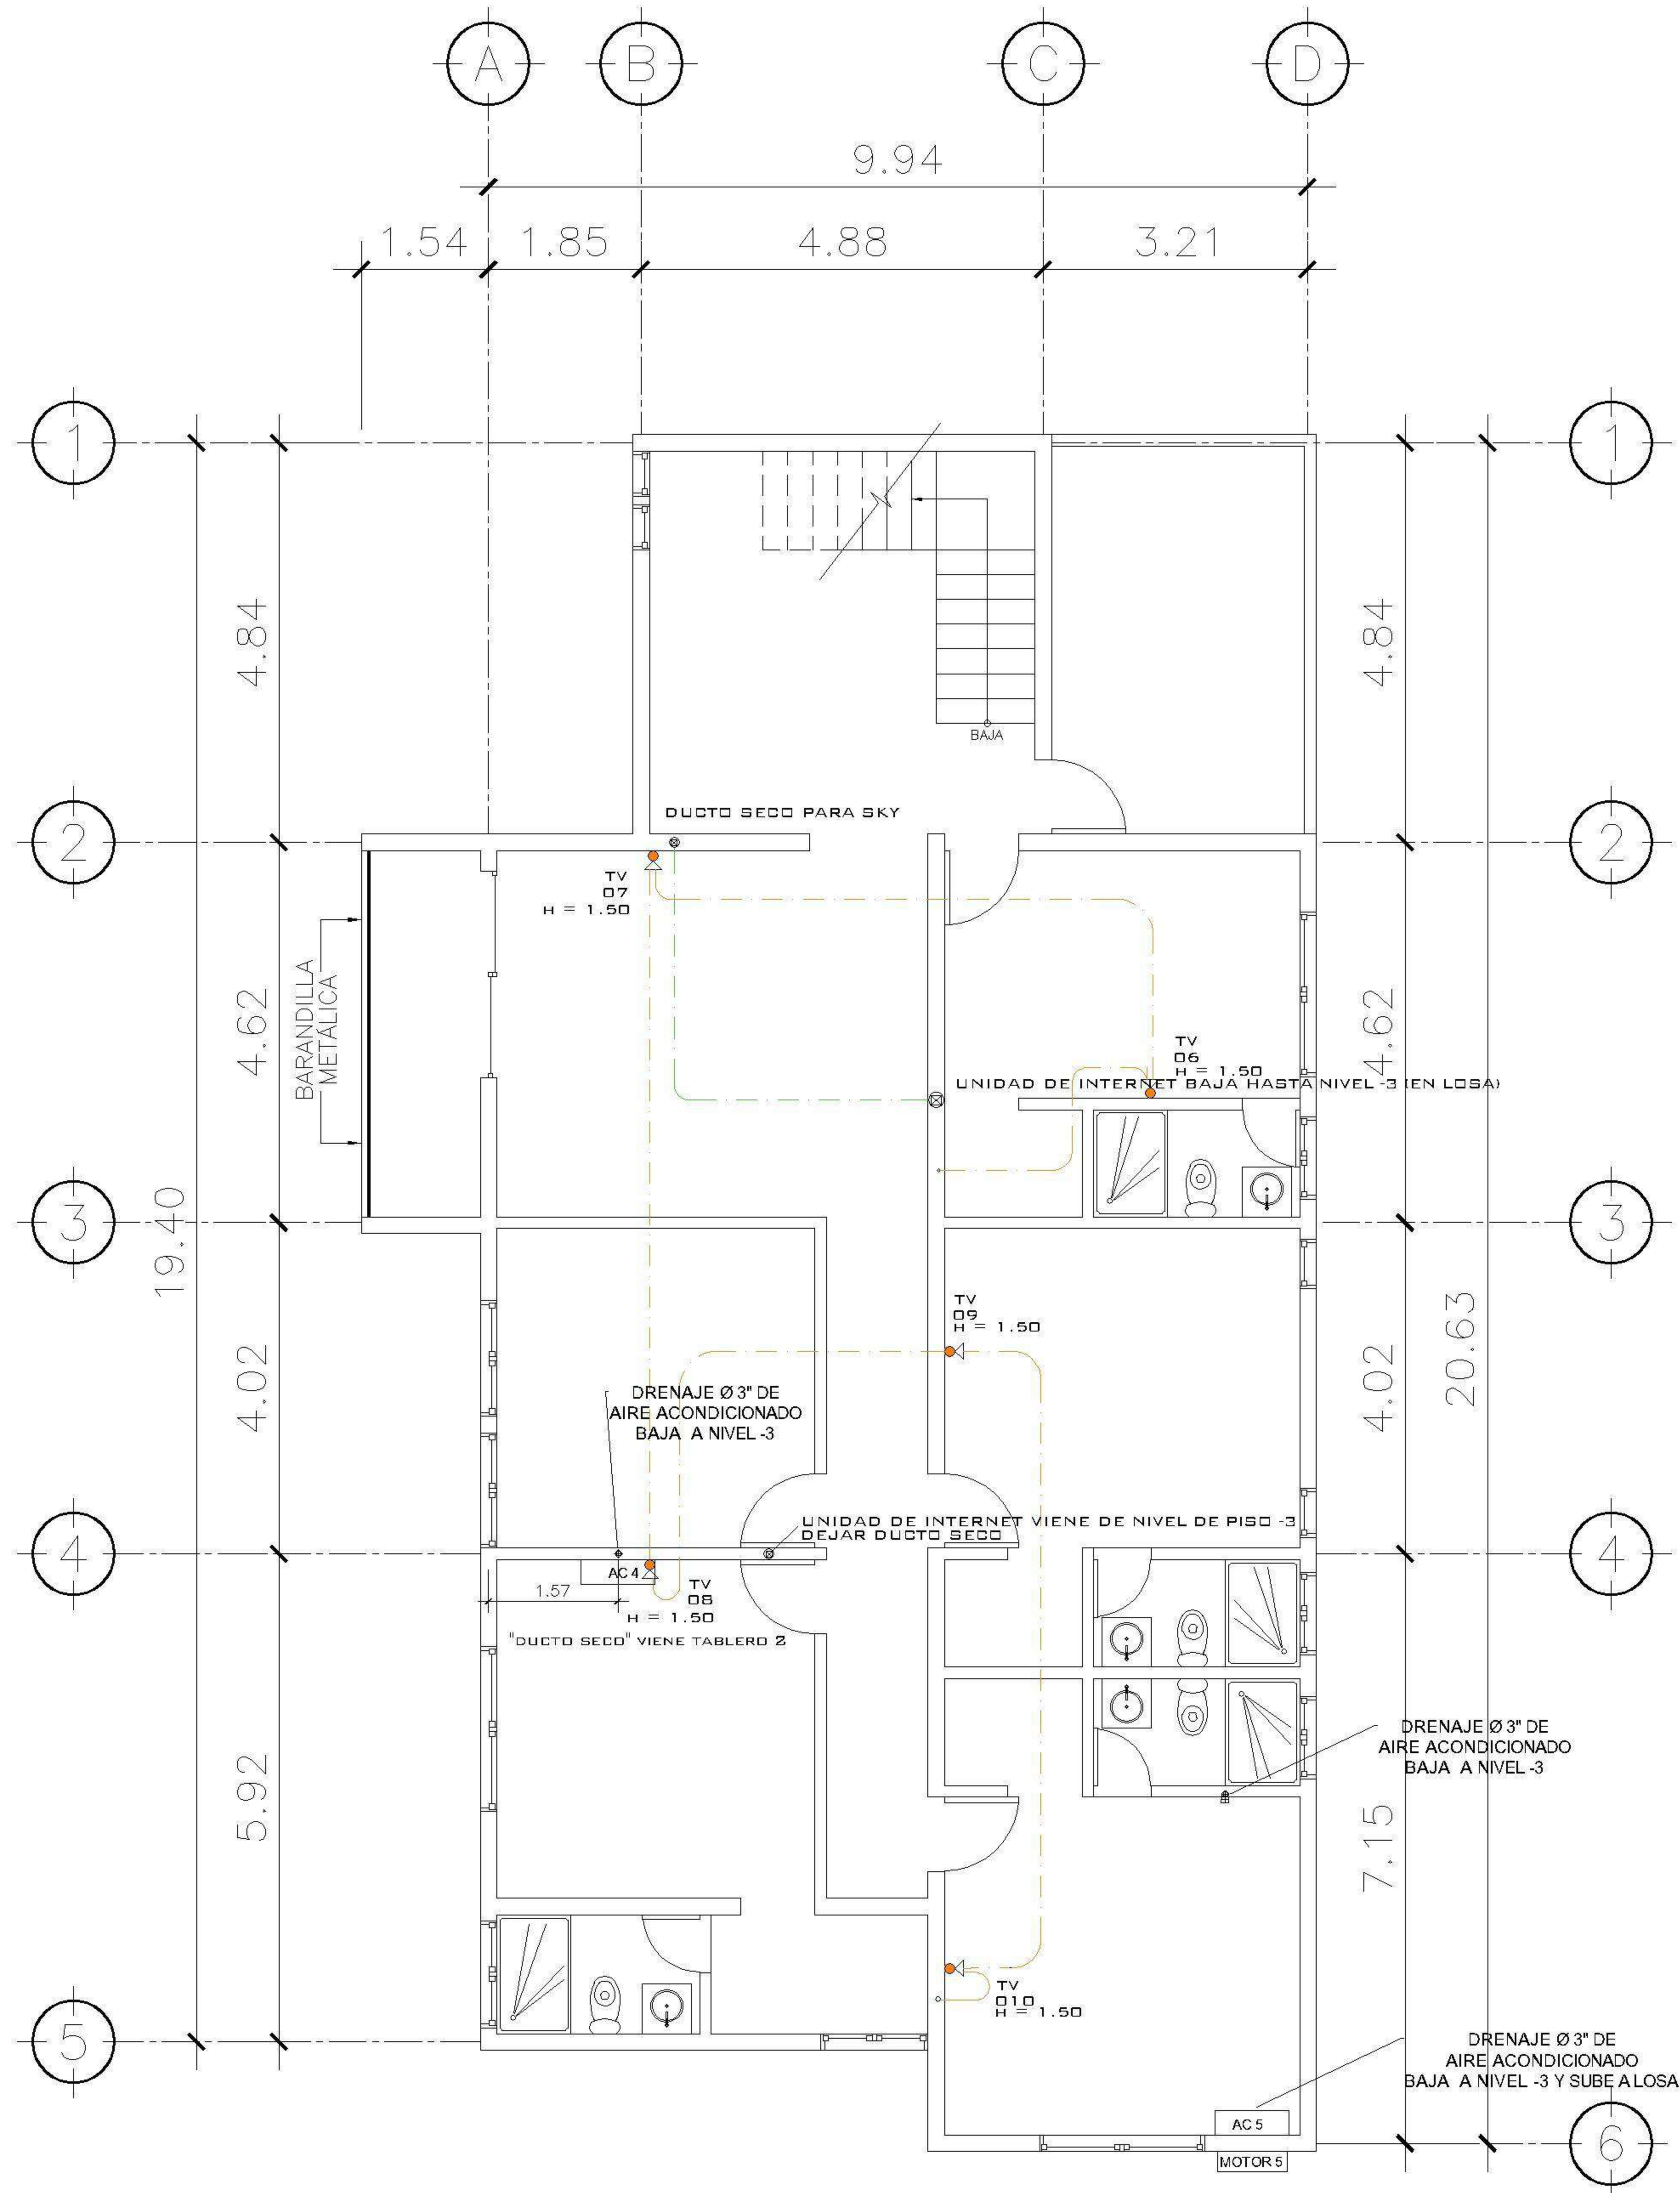 A
B
C
D
9.94
1.54
1.85
4.88
3.21
1
1
4.84
4.84
BAJA
DUCTO SECO PARA SKY
2
2
TV
07
H = 1.50
BARANDILLA
METÁLICA
4.62
4.62
TV
06
H = 1.50
UNIDAD DE INTERNET BAJA HASTA NIVEL -3 (EN LOSA)
3
3
19.40
20.63
TV
09
H = 1.50
4.02
4.02
DRENAJE Ø 3" DE
AIRE ACONDICIONADO
BAJA A NIVEL -3
UNIDAD DE INTERNET VIENE DE NIVEL DE PISO -3
DEJAR DUCTO SECO
4
4
AC 4
1.57
TV
08
H = 1.50
"DUCTO SECO" VIENE TABLERO 2
DRENAJE Ø 3" DE
AIRE ACONDICIONADO
BAJA A NIVEL -3
5.92
7.15
TV
010
H = 1.50
5
DRENAJE Ø 3" DE
AIRE ACONDICIONADO
BAJA A NIVEL -3 Y SUBE A LOSA
AC 5
MOTOR 5
6